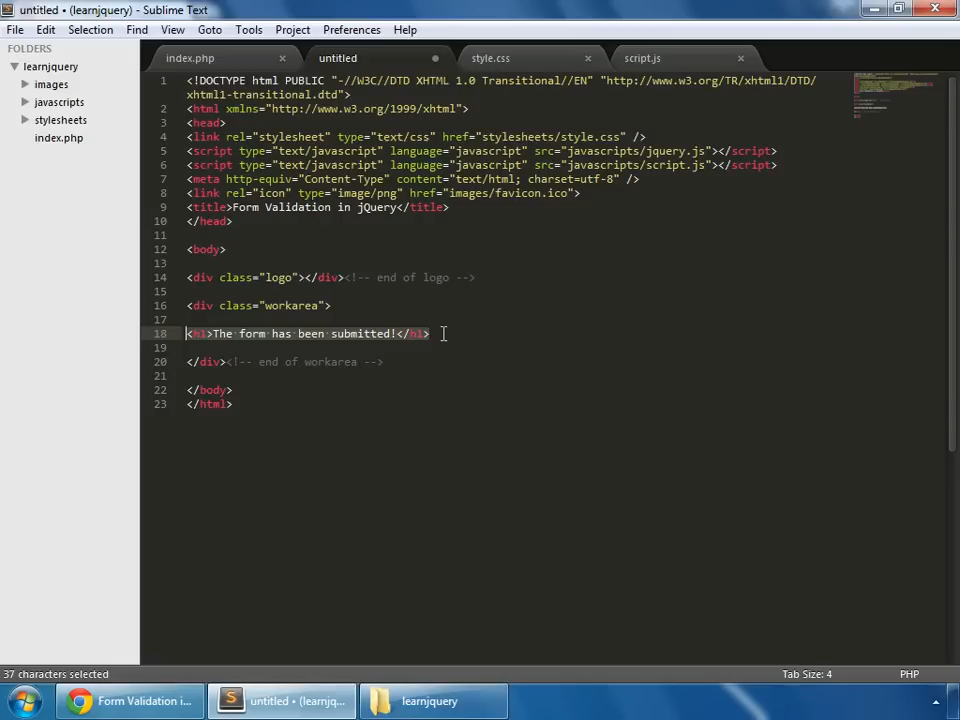 untitled • (learnjquery) - Sublime Text
File Edit Selection Find View Goto Tools Project Preferences Help
FOLDERS
learnjquery
images
javascripts
stylesheets
index.php
index.php × untitled style.css × script.js ×
1 <!DOCTYPE html PUBLIC "-//W3C//DTD XHTML 1.0 Transitional//EN" "http://www.w3.org/TR/xhtml1/DTD/
xhtml1-transitional.dtd">
2 <html xmlns="http://www.w3.org/1999/xhtml">
3 <head>
4 <link rel="stylesheet" type="text/css" href="stylesheets/style.css" />
5 <script type="text/javascript" language="javascript" src="javascripts/jquery.js"></script>
6 <script type="text/javascript" language="javascript" src="javascripts/script.js"></script>
7 <meta http-equiv="Content-Type" content="text/html; charset=utf-8" />
8 <link rel="icon" type="image/png" href="images/favicon.ico">
9 <title>Form Validation in jQuery</title>
10 </head>
11
12 <body>
13
14 <div class="logo"></div><!-- end of logo -->
15
16 <div class="workarea">
17
18 <h1>The form has been submitted!</h1>
19
20 </div><!-- end of workarea -->
21
22 </body>
23 </html>
37 characters selected
Tab Size: 4
PHP
Form Validation i...
untitled • (learnjq...
learnjquery